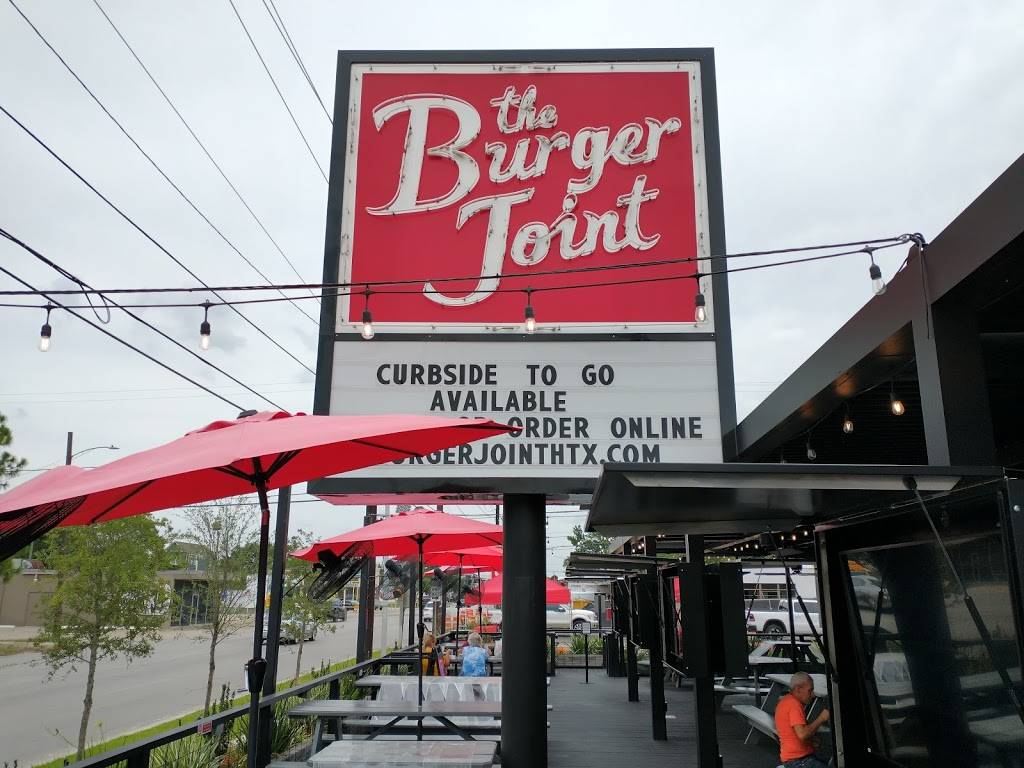 the
Burger
Joint
CURBSIDE TO GO
AVAILABLE
ORDER ONLINE
URGERJOINTHTX.COM